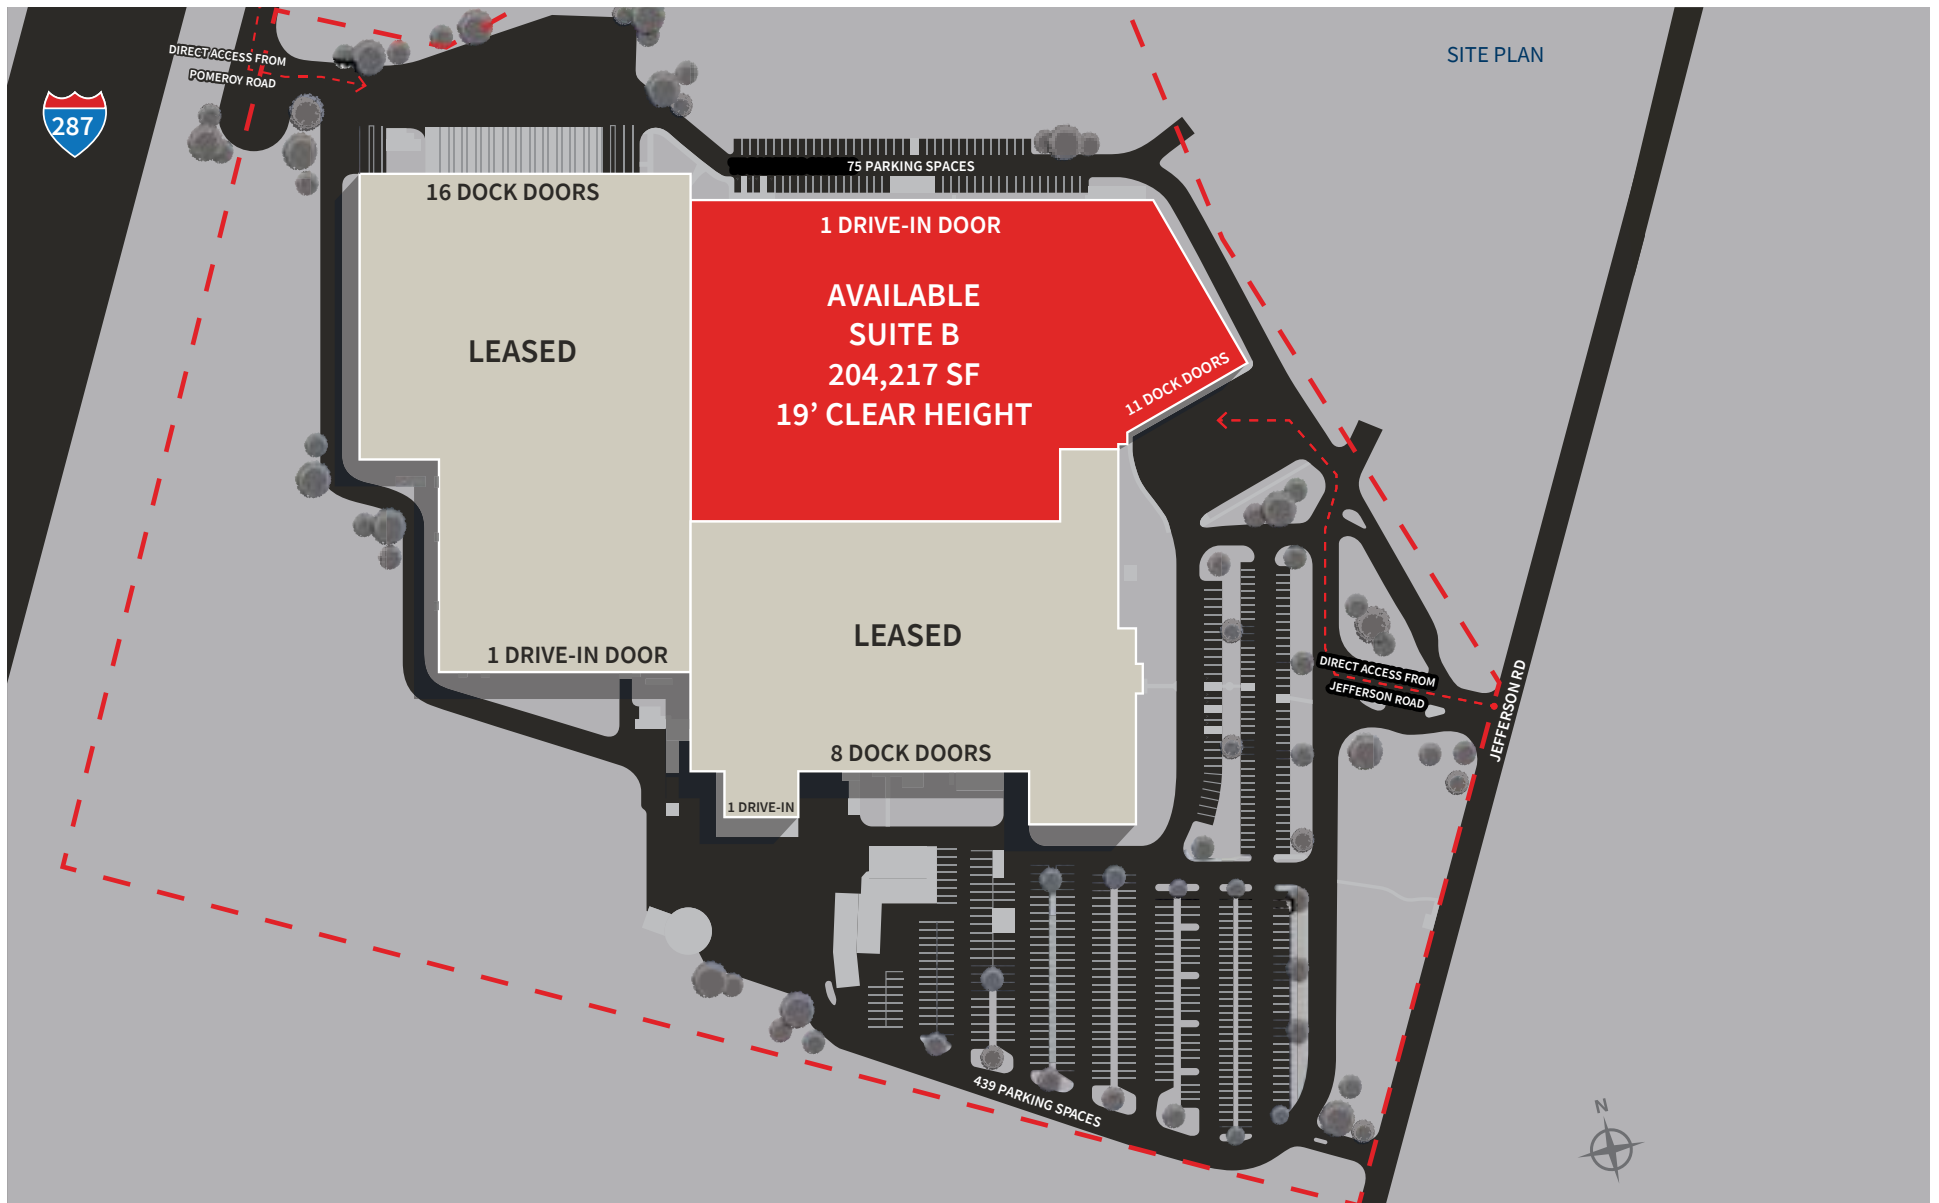 SITE PLAN
DIRECT ACCESS FROM
POMEROY ROAD
287
75 PARKING SPACES
16 DOCK DOORS
1 DRIVE-IN DOOR
AVAILABLE
SUITE B
204,217 SF
19’ CLEAR HEIGHT
11 DOCK DOORS
LEASED
LEASED
1 DRIVE-IN DOOR
DIRECT ACCESS FROM
JEFFERSON ROAD
JEFFERSON RD
8 DOCK DOORS
1 DRIVE-IN
439 PARKING SPACES
N